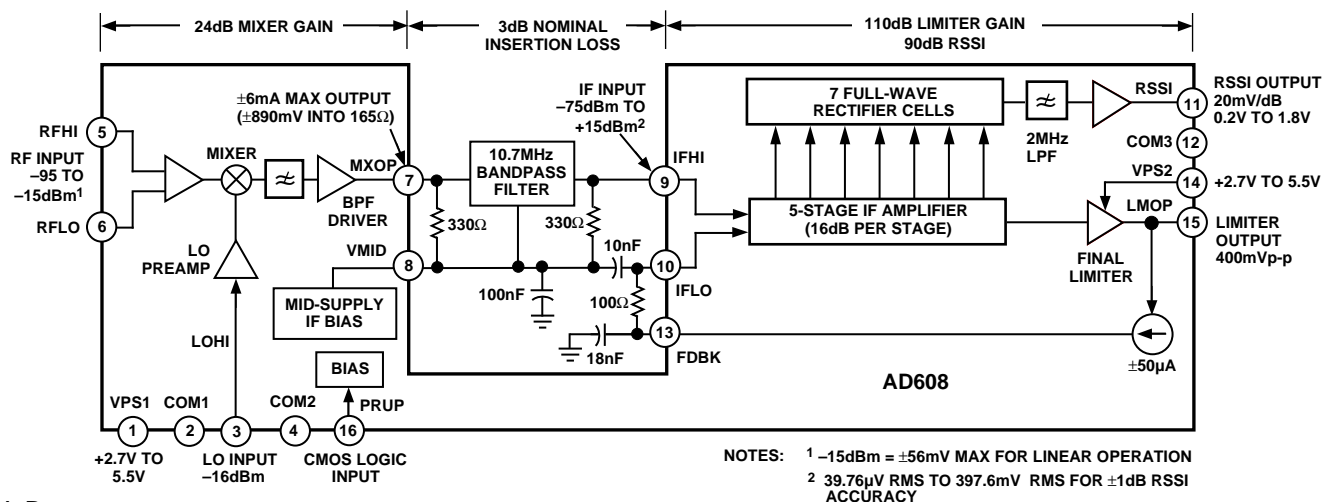 24dB MIXER GAIN
3dB NOMINAL
INSERTION LOSS
110dB LIMITER GAIN
90dB RSSI
±6mA MAX OUTPUT
(±890mV INTO 165Ω)
IF INPUT
–75dBm TO
+15dBm2
7 FULL-WAVE
RECTIFIER CELLS
RSSI
11
RSSI OUTPUT
20mV/dB
0.2V TO 1.8V
2MHz
LPF
COM3
12
RFHI
5
RF INPUT
–95 TO
–15dBm1
RFLO
6
MIXER
MXOP
7
BPF
DRIVER
10.7MHz
BANDPASS
FILTER
IFHI
9
VPS2
14
+2.7V TO 5.5V
5-STAGE IF AMPLIFIER
(16dB PER STAGE)
LMOP
15
LIMITER
OUTPUT
400mVp-p
FINAL
LIMITER
330Ω
330Ω
LO
PREAMP
VMID
8
10nF
10
IFLO
100nF
100Ω
MID-SUPPLY
IF BIAS
18nF
13
FDBK
±50µA
LOHI
BIAS
PRUP
AD608
VPS1
COM1
COM2
1
2
3
4
16
+2.7V TO
5.5V
LO INPUT
–16dBm
CMOS LOGIC
INPUT
NOTES:
1 –15dBm = ±56mV MAX FOR LINEAR OPERATION
2 39.76µV RMS TO 397.6mV RMS FOR ±1dB RSSI
ACCURACY